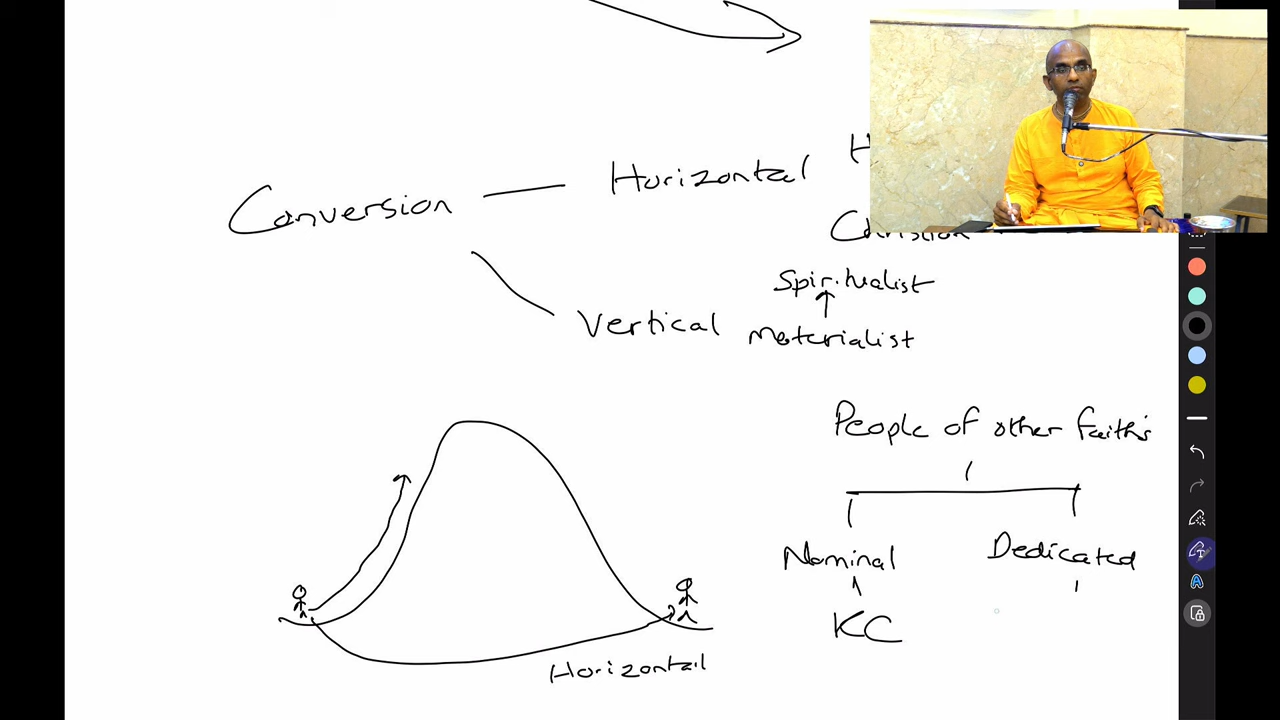 Conversion
Horizontal
Vertical
Spiritualist
Materialist
People of other faiths
Nominal
Dedicated
KC
Horizontal